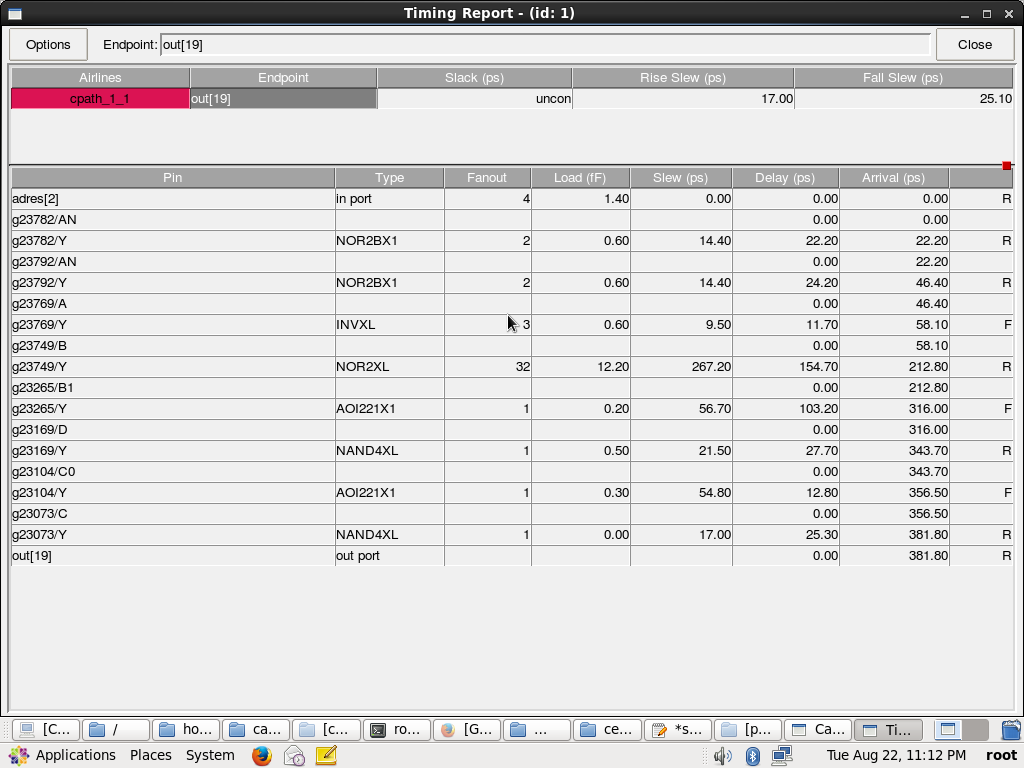 Timing Report - (id: 1)
Options Endpoint: out[19] Close
Airlines Endpoint Slack (ps) Rise Slew (ps) Fall Slew (ps)
cpath_1_1 out[19] uncon 17.00 25.10
Pin Type Fanout Load (fF) Slew (ps) Delay (ps) Arrival (ps)
adres[2] in port 4 1.40 0.00 0.00 0.00 R
g23782/AN 0.00 0.00
g23782/Y NOR2BX1 2 0.60 14.40 22.20 22.20 R
g23792/AN 0.00 22.20
g23792/Y NOR2BX1 2 0.60 14.40 24.20 46.40 R
g23769/A 0.00 46.40
g23769/Y INVXL 3 0.60 9.50 11.70 58.10 F
g23749/B 0.00 58.10
g23749/Y NOR2XL 32 12.20 267.20 154.70 212.80 R
g23265/B1 0.00 212.80
g23265/Y AOI221X1 1 0.20 56.70 103.20 316.00 F
g23169/D 0.00 316.00
g23169/Y NAND4XL 1 0.50 21.50 27.70 343.70 R
g23104/C0 0.00 343.70
g23104/Y AOI221X1 1 0.30 54.80 12.80 356.50 F
g23073/C 0.00 356.50
g23073/Y NAND4XL 1 0.00 17.00 25.30 381.80 R
out[19] out port 0.00 381.80 R
[C... / ho... ca... [c... ro... [G... ... ce... *s... [p... Ca... Ti...
Applications Places System Tue Aug 22, 11:12 PM root